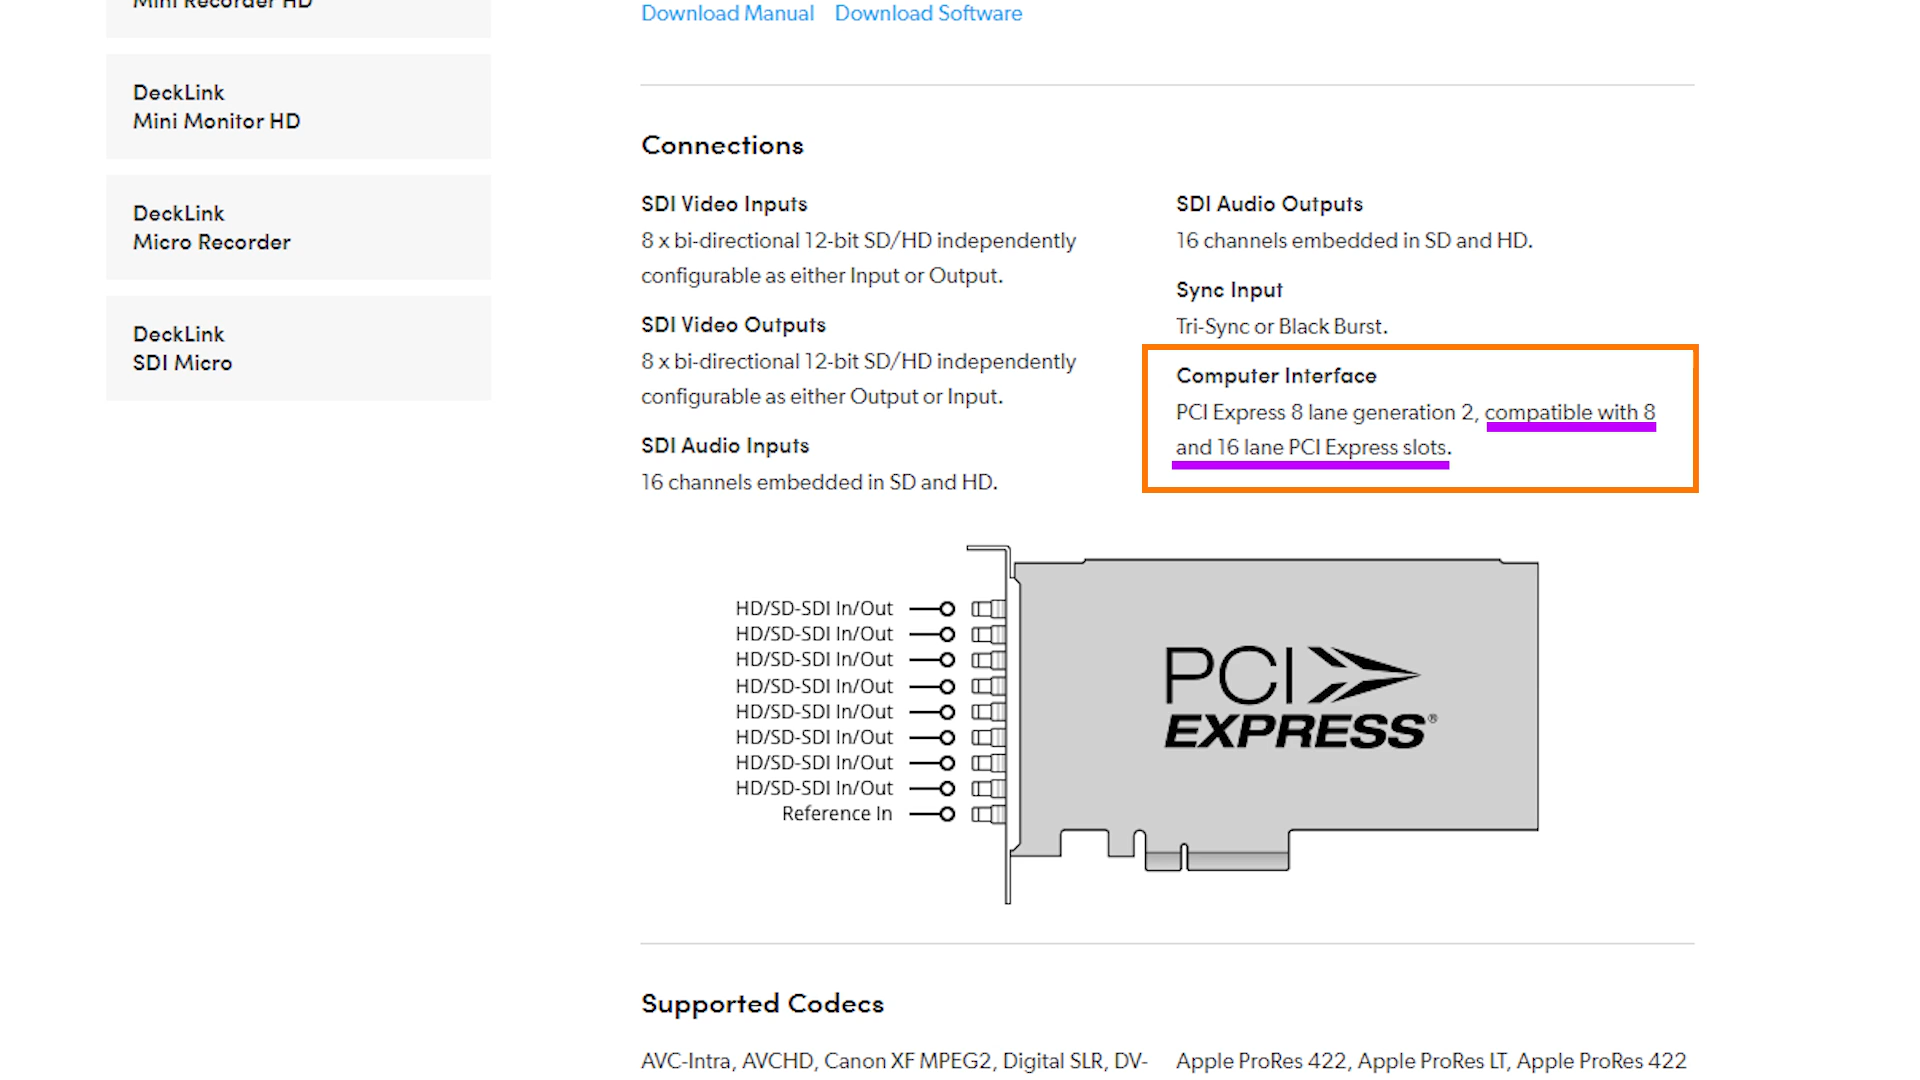 Mini Recorder HD
DeckLink
Mini Monitor HD
DeckLink
Micro Recorder
DeckLink
SDI Micro
Download Manual Download Software
Connections
SDI Video Inputs
8 x bi-directional 12-bit SD/HD independently
configurable as either Input or Output.
SDI Video Outputs
8 x bi-directional 12-bit SD/HD independently
configurable as either Output or Input.
SDI Audio Inputs
16 channels embedded in SD and HD.
SDI Audio Outputs
16 channels embedded in SD and HD.
Sync Input
Tri-Sync or Black Burst.
Computer Interface
PCI Express 8 lane generation 2, compatible with 8
and 16 lane PCI Express slots.
HD/SD-SDI In/Out
HD/SD-SDI In/Out
HD/SD-SDI In/Out
HD/SD-SDI In/Out
HD/SD-SDI In/Out
HD/SD-SDI In/Out
HD/SD-SDI In/Out
HD/SD-SDI In/Out
Reference In
PCI
EXPRESS®
Supported Codecs
AVC-Intra, AVCHD, Canon XF MPEG2, Digital SLR, DV-
Apple ProRes 422, Apple ProRes LT, Apple ProRes 422